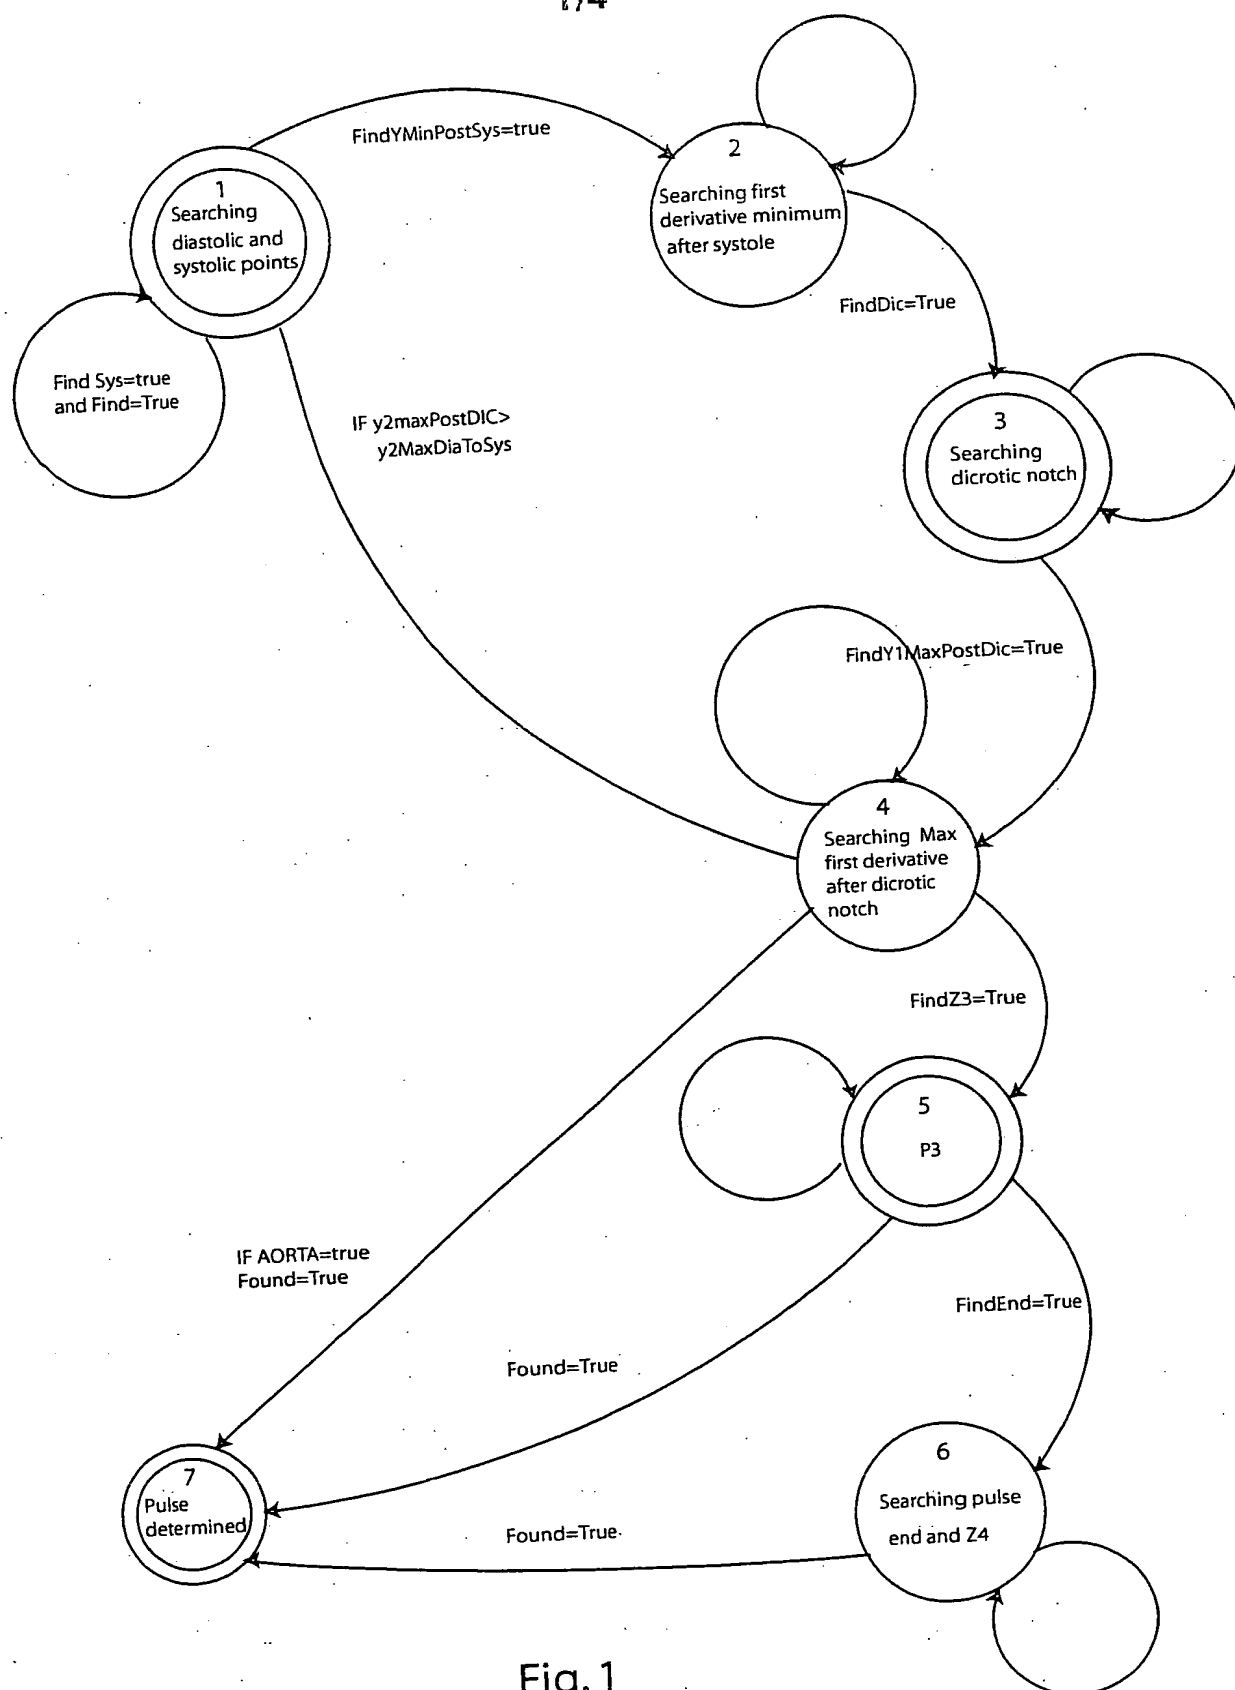 FindYMinPostSys=true
1
Searching
diastolic and
systolic points
2
Searching first
derivative minimum
after systole
FindDic=True
Find Sys=true
and Find=True
IF y2maxPostDIC>
y2MaxDiaToSys
3
Searching
dicrotic notch
FindY1MaxPostDic=True
4
Searching Max
first derivative
after dicrotic
notch
FindZ3=True
5
P3
IF AORTA=true
Found=True
FindEnd=True
Found=True
7
Pulse
determined
6
Searching pulse
end and Z4
Found=True
Fig. 1